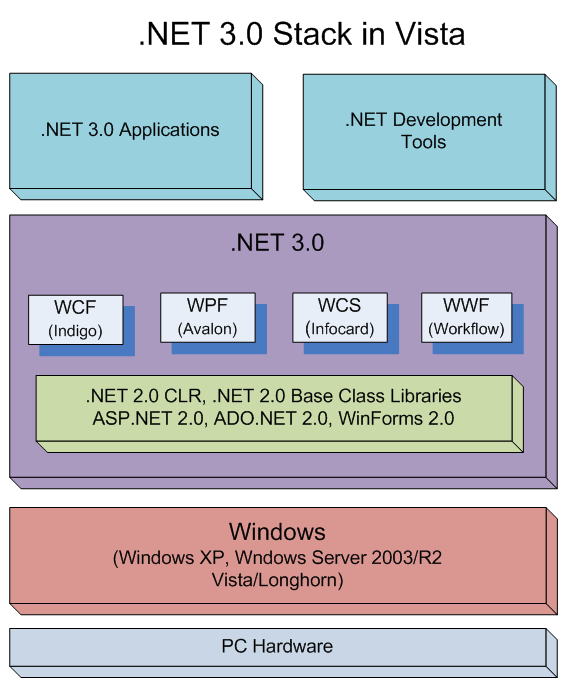 .NET 3.0 Stack in Vista
.NET 3.0 Applications
.NET Development
Tools
.NET 3.0
WCF
(Indigo)
WPF
(Avalon)
WCS
(Infocard)
WWF
(Workflow)
.NET 2.0 CLR, .NET 2.0 Base Class Libraries
ASP.NET 2.0, ADO.NET 2.0, WinForms 2.0
Windows
(Windows XP, Wndows Server 2003/R2
Vista/Longhorn)
PC Hardware